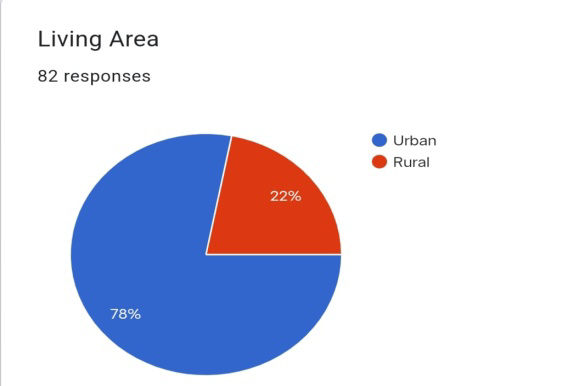 Living Area
82 responses
Urban
Rural
22%
78%